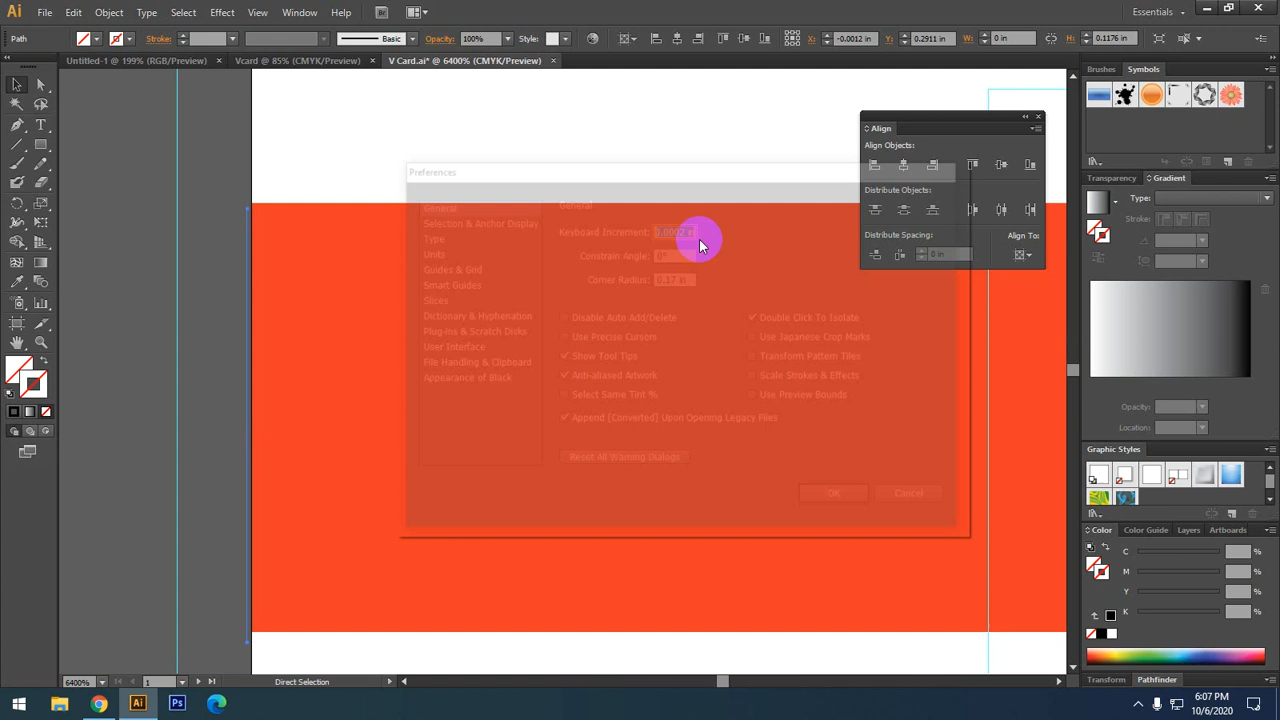 Ai File Edit Object Type Select Effect View Window Help Br Essentials
Path Stroke: Basic Opacity: 100% Style: X: -0.0012 in Y: 0.2911 in W: 0 in H: 0.1176 in
Untitled-1 @ 199% (RGB/Preview) × Vcard @ 85% (CMYK/Preview) × V Card.ai* @ 6400% (CMYK/Preview) ×
Brushes Symbols
Align
Align Objects:
Distribute Objects:
Distribute Spacing: Align To:
0 in
Transparency Gradient
Type:
Stroke:
Opacity:
Location:
Preferences
General
Selection & Anchor Display
Type
Units
Guides & Grid
Smart Guides
Slices
Dictionary & Hyphenation
Plug-ins & Scratch Disks
User Interface
File Handling & Clipboard
Appearance of Black
General
Keyboard Increment: 0.0002 in
Constrain Angle: 0°
Corner Radius: 0.17 in
Disable Auto Add/Delete Double Click To Isolate
Use Precise Cursors Use Japanese Crop Marks
Show Tool Tips Transform Pattern Tiles
Anti-aliased Artwork Scale Strokes & Effects
Select Same Tint % Use Preview Bounds
Append [Converted] Upon Opening Legacy Files
Reset All Warning Dialogs
OK Cancel
Graphic Styles
Color Color Guide Layers Artboards
C %
M %
Y %
K %
Transform Pathfinder
6400% 1 Direct Selection
Ai Ps
6:07 PM
10/6/2020